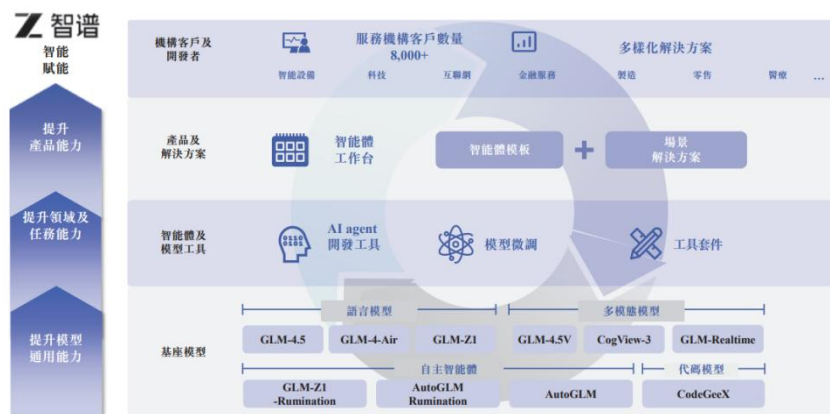 智谱
智能
賦能
提升
產品能力
提升領域及
任務能力
提升模型
通用能力
機構客戶及
開發者
服務機構客戶數量
8,000+
多樣化解決方案
智能設備 科技 互聯網 金融服務 製造 零售 醫療 ...
產品及
解決方案
智能體
工作台
智能體模板
+
場景
解決方案
智能體及
模型工具
0110
0101
AI agent
開發工具
模型微調
工具套件
基座模型
語言模型 多模態模型
GLM-4.5 GLM-4-Air GLM-Z1 GLM-4.5V CogView-3 GLM-Realtime
自主智能體 代碼模型
GLM-Z1
-Rumination
AutoGLM
Rumination
AutoGLM
CodeGeeX